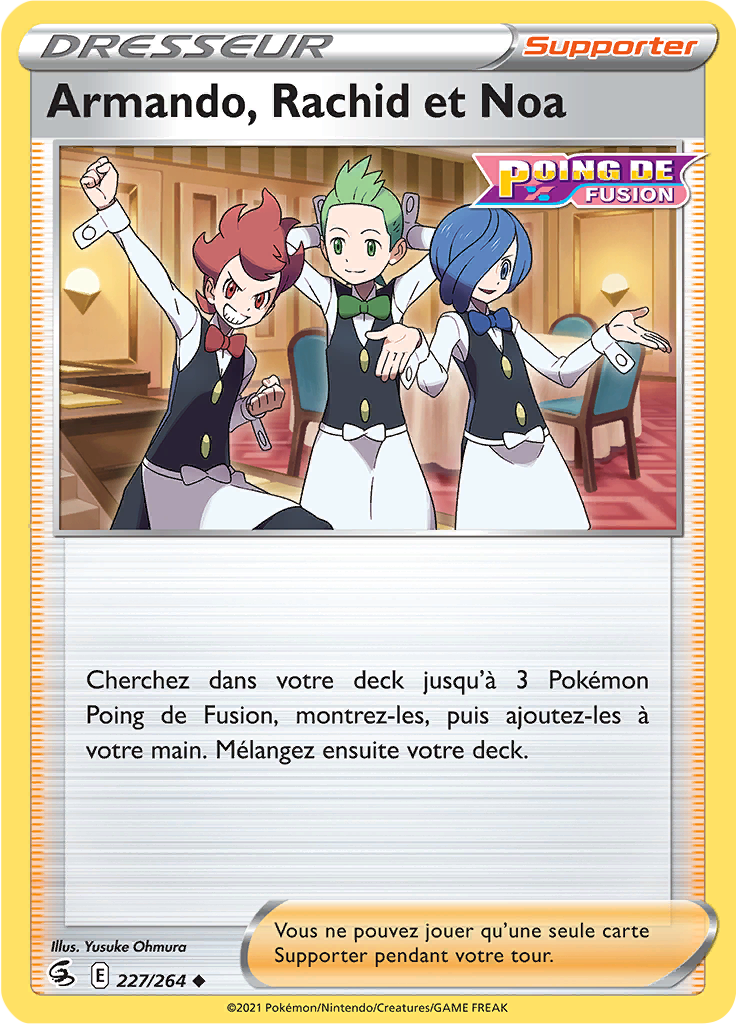 DRESSEUR
Supporter
Armando, Rachid et Noa
POING DE
FUSION
Cherchez dans votre deck jusqu'à 3 Pokémon
Poing de Fusion, montrez-les, puis ajoutez-les à
votre main. Mélangez ensuite votre deck.
Vous ne pouvez jouer qu'une seule carte
Supporter pendant votre tour.
Illus. Yusuke Ohmura
E 227/264
©2021 Pokémon/Nintendo/Creatures/GAME FREAK